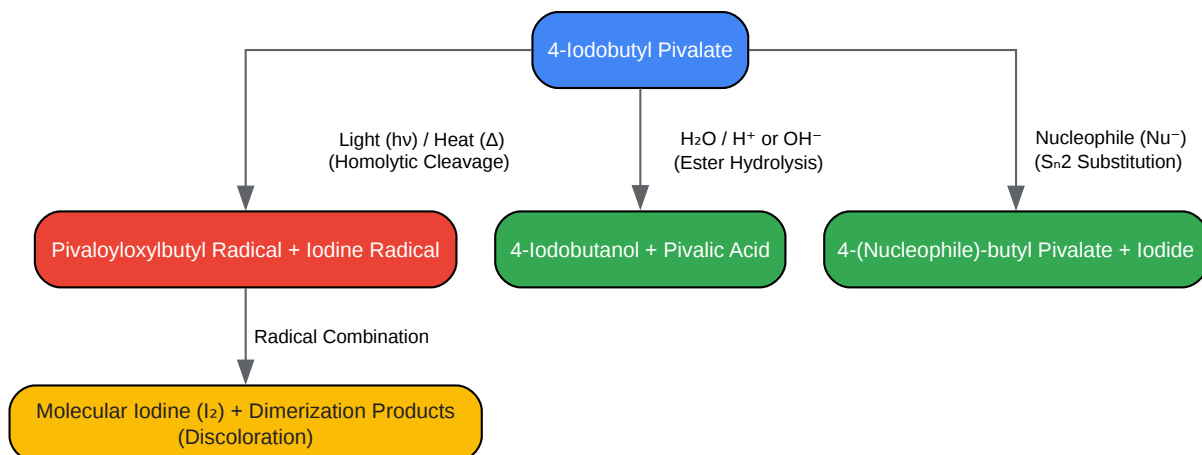 4-Iodobutyl Pivalate
Light (hν) / Heat (Δ)
(Homolytic Cleavage)
H₂O / H⁺ or OH⁻
(Ester Hydrolysis)
Nucleophile (Nu⁻)
(Sₙ2 Substitution)
Pivaloyloxylbutyl Radical + Iodine Radical
4-Iodobutanol + Pivalic Acid
4-(Nucleophile)-butyl Pivalate + Iodide
Radical Combination
Molecular Iodine (I₂) + Dimerization Products
(Discoloration)